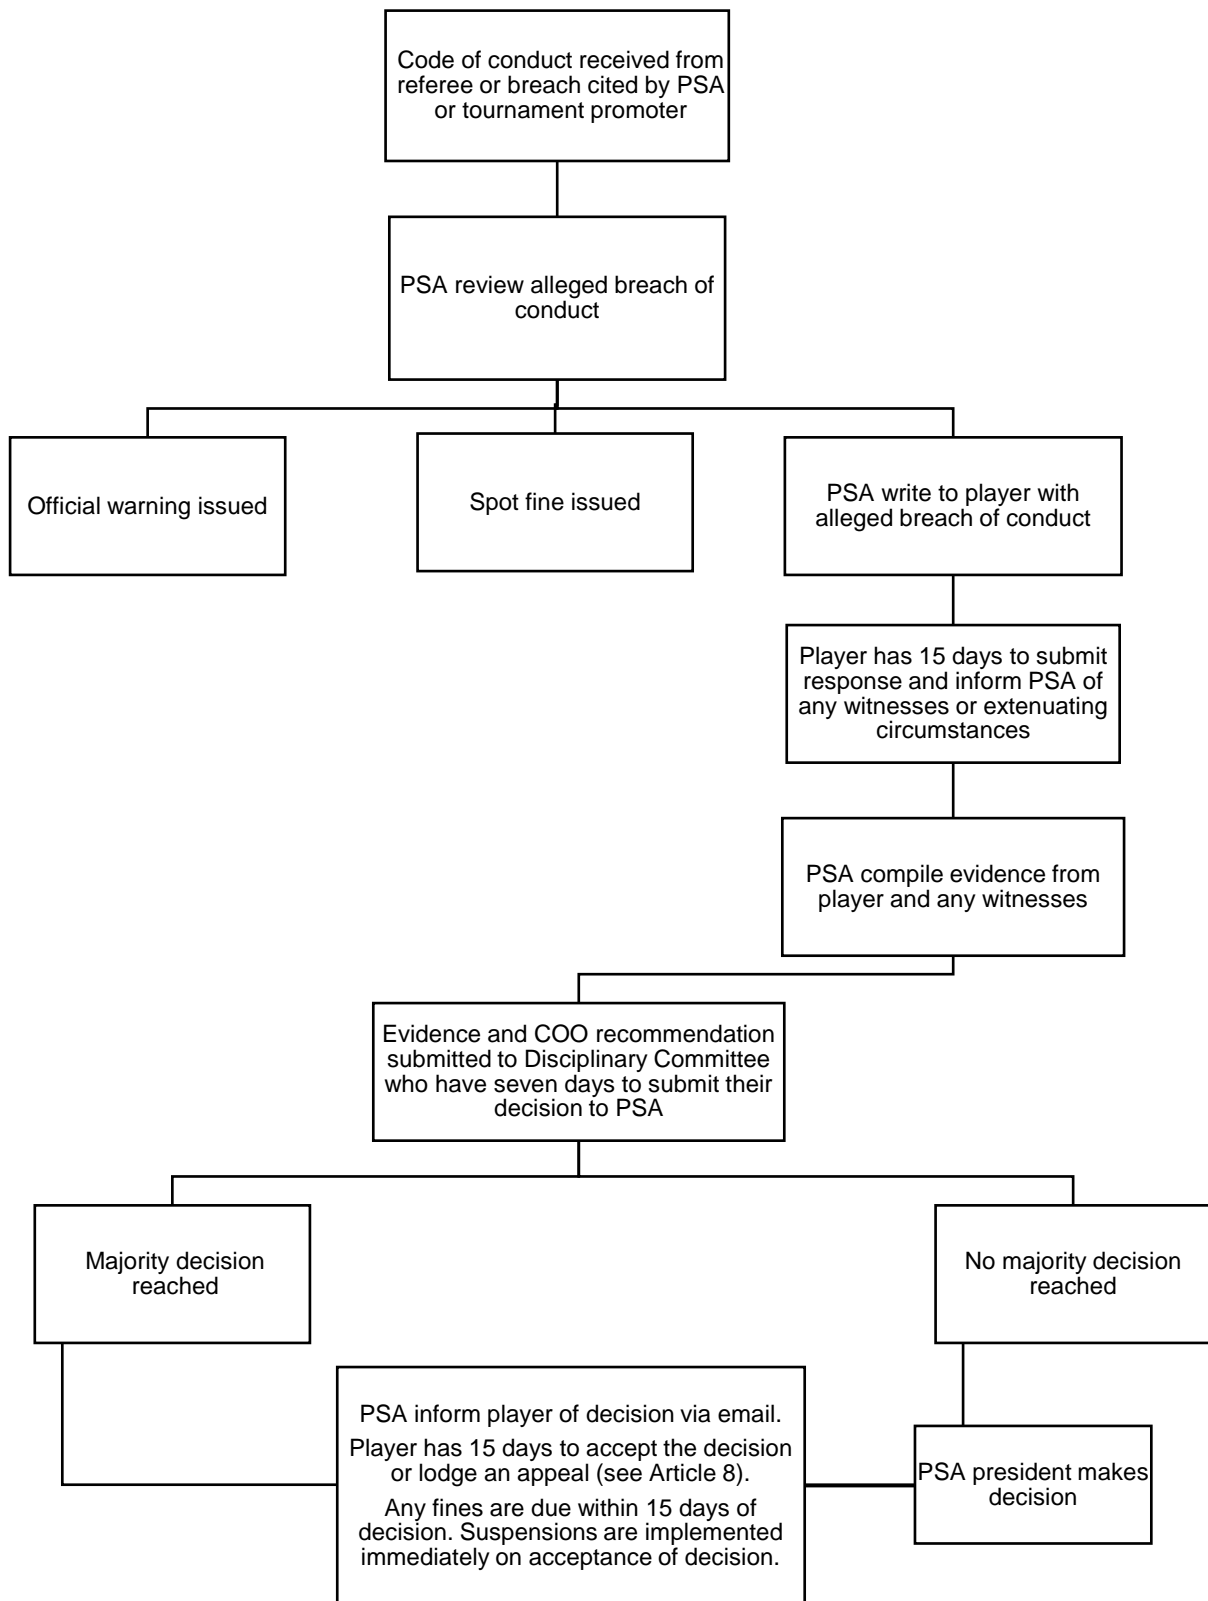 Code of conduct received from
referee or breach cited by PSA
or tournament promoter
PSA review alleged breach of
conduct
Official warning issued
Spot fine issued
PSA write to player with
alleged breach of conduct
Player has 15 days to submit
response and inform PSA of
any witnesses or extenuating
circumstances
PSA compile evidence from
player and any witnesses
Evidence and COO recommendation
submitted to Disciplinary Committee
who have seven days to submit their
decision to PSA
Majority decision
reached
No majority decision
reached
PSA inform player of decision via email.
Player has 15 days to accept the decision
or lodge an appeal (see Article 8).
Any fines are due within 15 days of
decision. Suspensions are implemented
immediately on acceptance of decision.
PSA president makes
decision